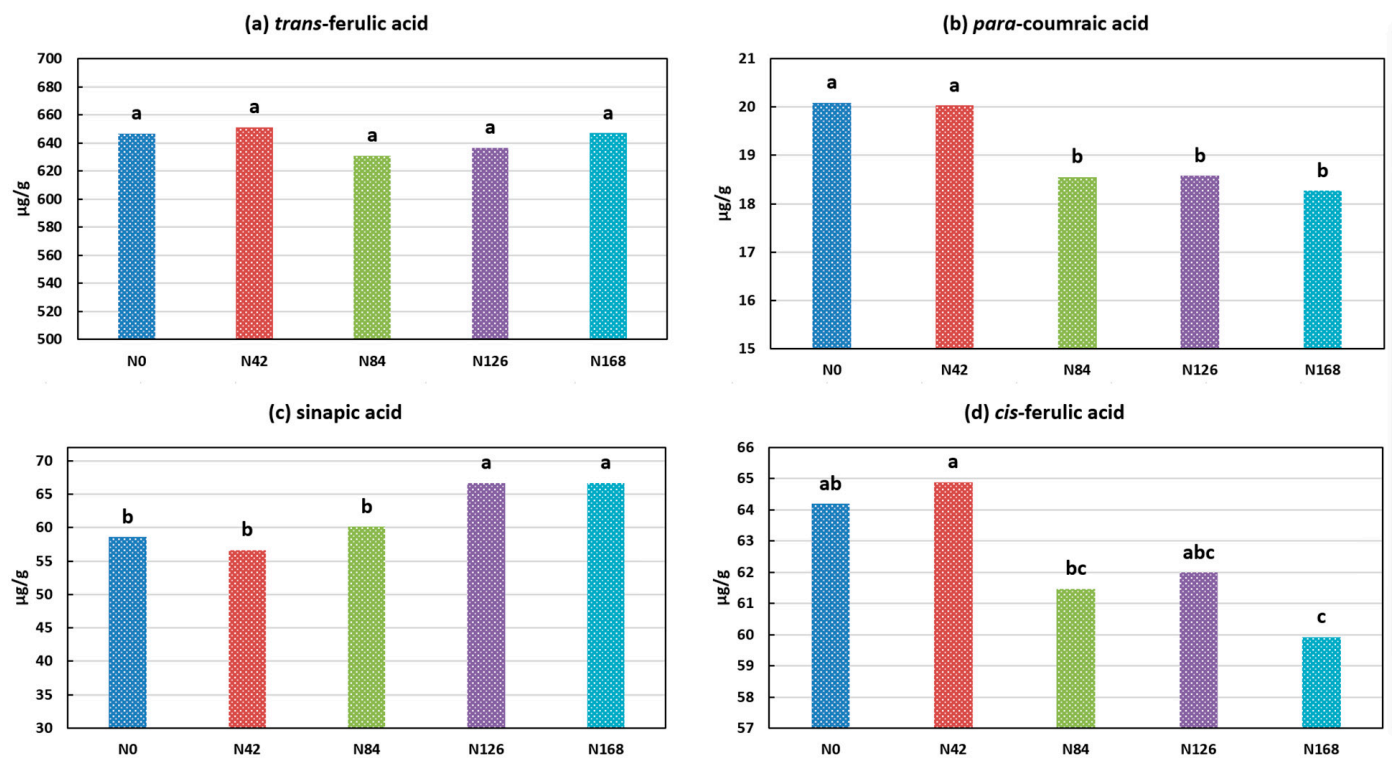 (a) trans-ferulic acid
700
680
660
640
620
600
580
560
540
520
500
µg/g
a
a
a
a
a
N0
N42
N84
N126
N168
(b) para-coumraic acid
21
20
19
18
17
16
15
µg/g
a
a
b
b
b
N0
N42
N84
N126
N168
(c) sinapic acid
70
65
60
55
50
45
40
35
30
µg/g
b
b
b
a
a
N0
N42
N84
N126
N168
(d) cis-ferulic acid
66
65
64
63
62
61
60
59
58
57
µg/g
ab
a
bc
abc
c
N0
N42
N84
N126
N168